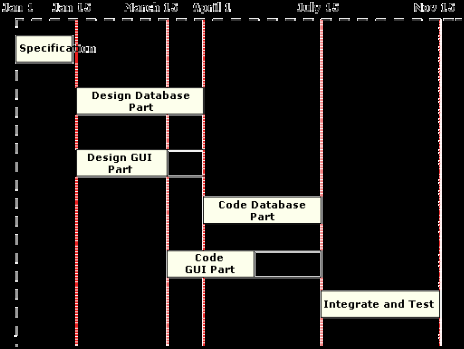 Jan 1 Jan 15 March 15 April 1 July 15 Nov 15
Specification
Design Database
Part
Design GUI
Part
Code Database
Part
Code
GUI Part
Integrate and Test